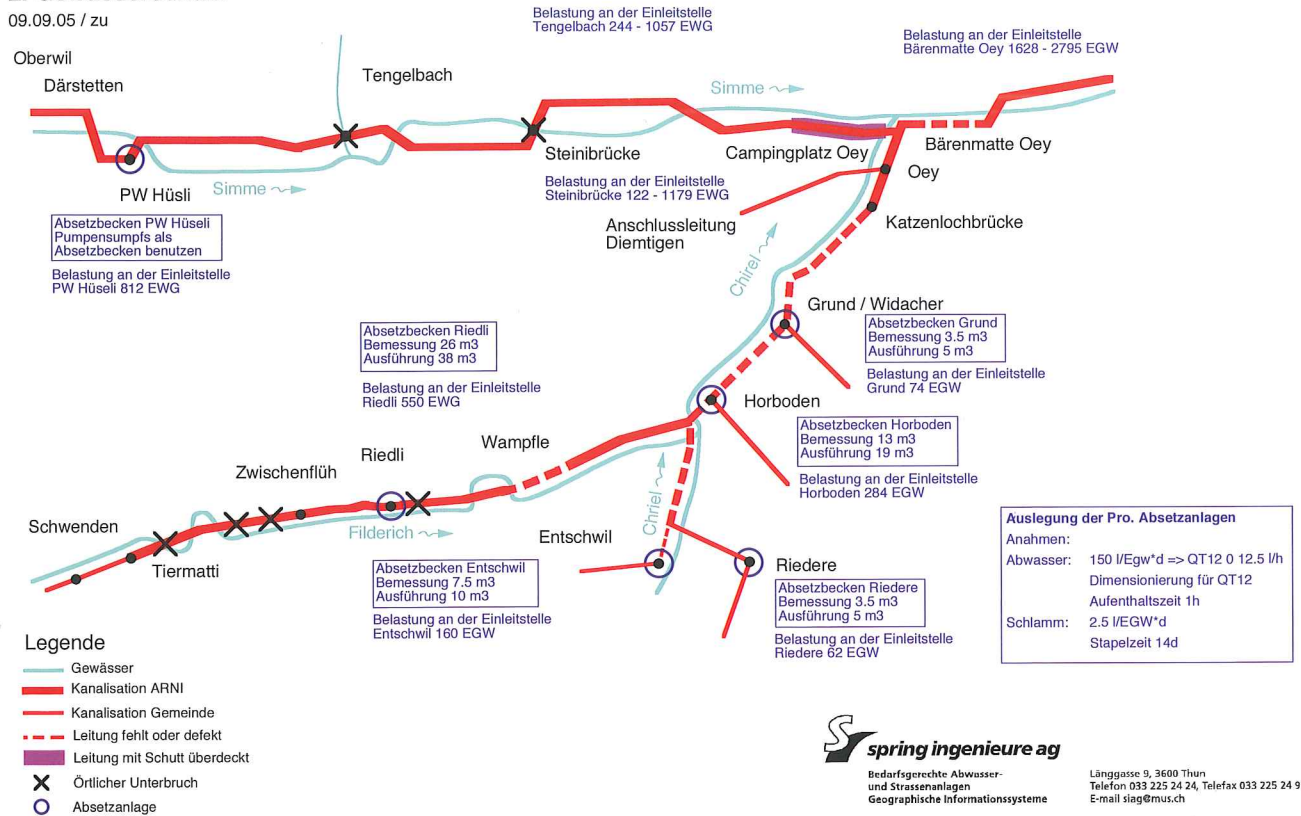 09.09.05 / zu
Belastung an der Einleitstelle
Tengelbach 244 - 1057 EWG
Belastung an der Einleitstelle
Bärenmatte Oey 1628 - 2795 EGW
Oberwil
Därstetten
Tengelbach
Simme
Steinibrücke
Campingplatz Oey
Bärenmatte Oey
Oey
PW Hüsli
Simme
Belastung an der Einleitstelle
Steinibrücke 122 - 1179 EWG
Anschlussleitung
Diemtigen
Katzenlochbrücke
Absetzbecken PW Hüseli
Pumpensumpfs als
Absetzbecken benutzen
Belastung an der Einleitstelle
PW Hüseli 812 EWG
Chirel
Grund / Widacher
Absetzbecken Riedli
Bemessung 26 m3
Ausführung 38 m3
Belastung an der Einleitstelle
Riedli 550 EWG
Absetzbecken Grund
Bemessung 3.5 m3
Ausführung 5 m3
Belastung an der Einleitstelle
Grund 74 EGW
Horboden
Absetzbecken Horboden
Bemessung 13 m3
Ausführung 19 m3
Belastung an der Einleitstelle
Horboden 284 EGW
Wampfle
Riedli
Zwischenflüh
Schwenden
Tiermatti
Filderich
Chriel
Entschwil
Riedere
Absetzbecken Entschwil
Bemessung 7.5 m3
Ausführung 10 m3
Belastung an der Einleitstelle
Entschwil 160 EGW
Absetzbecken Riedere
Bemessung 3.5 m3
Ausführung 5 m3
Belastung an der Einleitstelle
Riedere 62 EGW
Auslegung der Pro. Absetzanlagen
Anahmen:
Abwasser: 150 l/Egw*d => QT12 0 12.5 l/h
Dimensionierung für QT12
Aufenthaltszeit 1h
Schlamm: 2.5 l/EGW*d
Stapelzeit 14d
Legende
Gewässer
Kanalisation ARNI
Kanalisation Gemeinde
Leitung fehlt oder defekt
Leitung mit Schutt überdeckt
Örtlicher Unterbruch
Absetzanlage
spring ingenieure ag
Bedarfsgerechte Abwasser-
und Strassenanlagen
Geographische Informationssysteme
Länggasse 9, 3600 Thun
Telefon 033 225 24 24, Telefax 033 225 24 9
E-mail siag@mus.ch